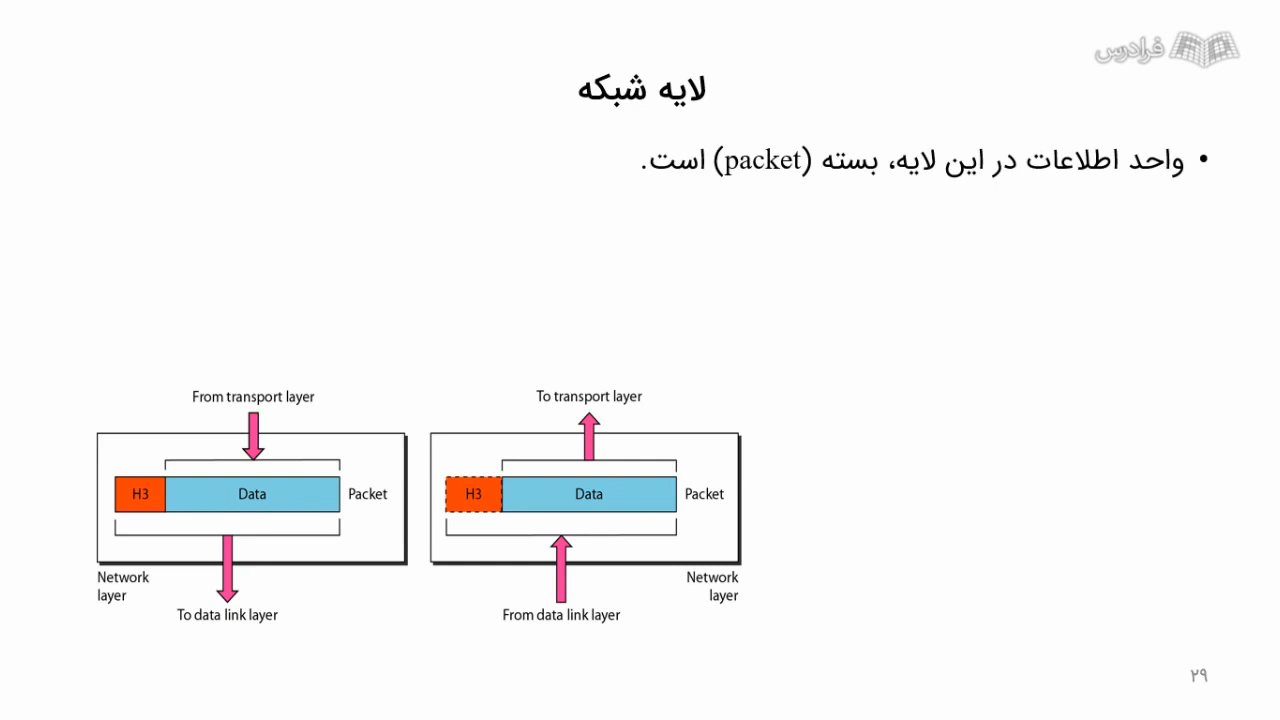 فرادرس
لایه شبکه
• واحد اطلاعات در این لایه، بسته (packet) است.
From transport layer
H3
Data
Packet
Network
layer
To data link layer
To transport layer
H3
Data
Packet
Network
layer
From data link layer
۲۹